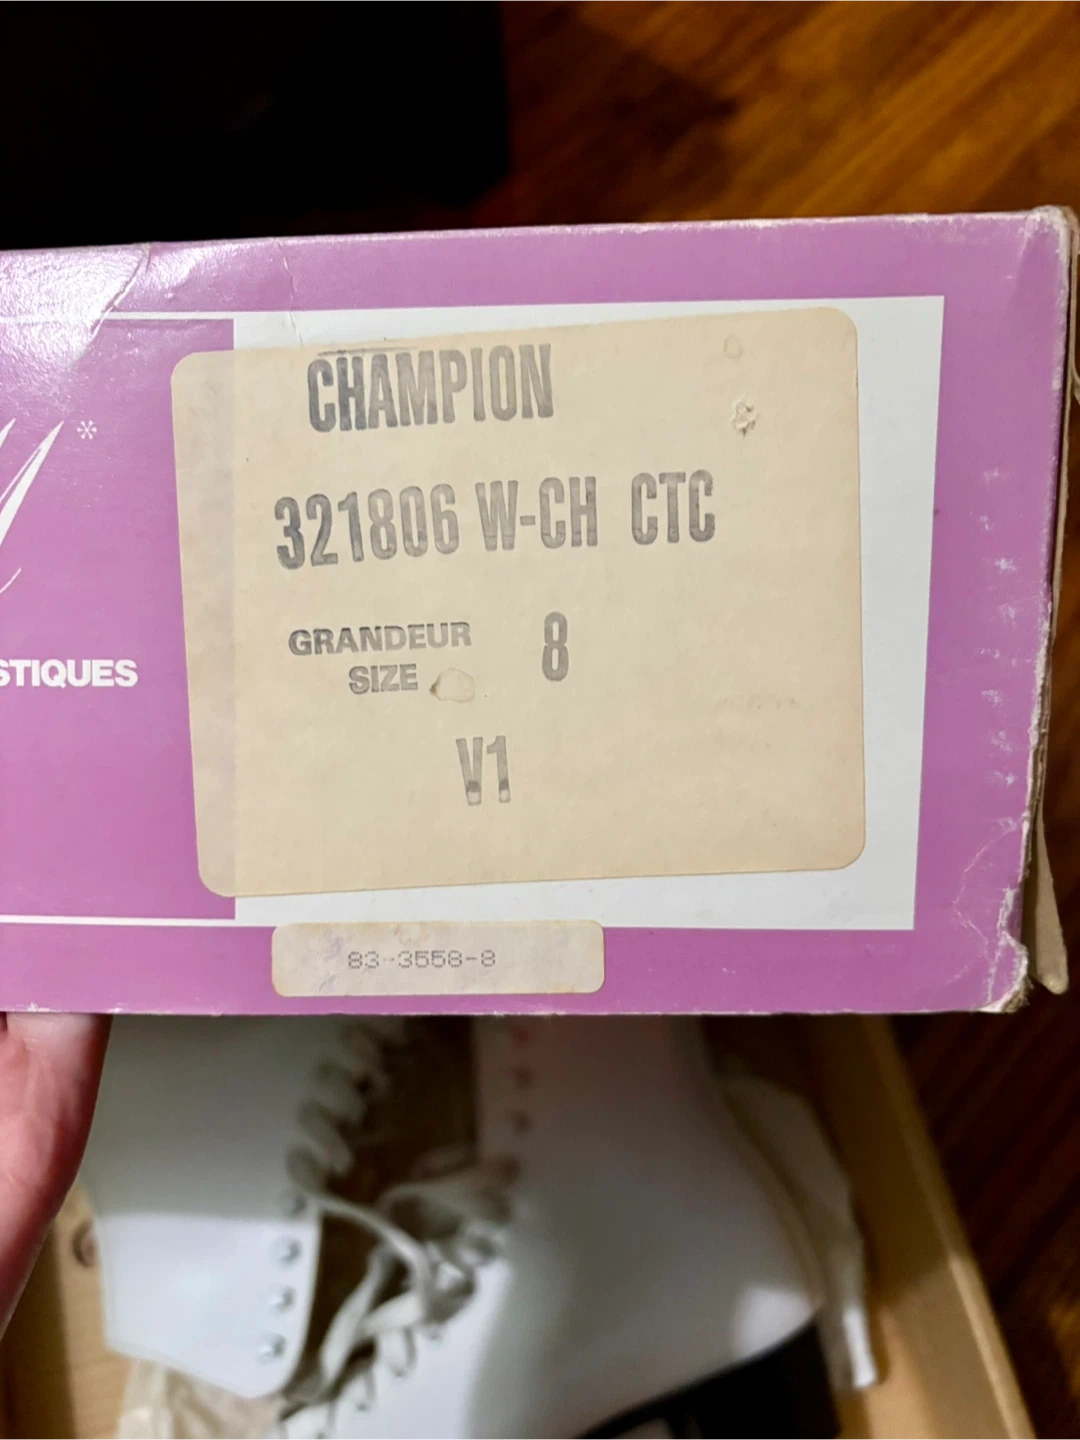 CHAMPION
321806 W-CH CTC
GRANDEUR 8
SIZE
V1
*
STIQUES
83-3558-8